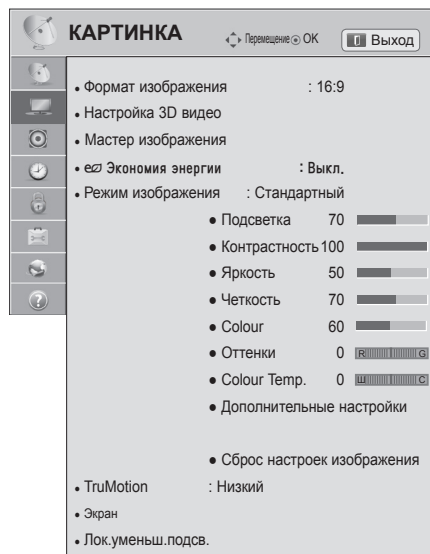 КАРТИНКА Перемещение OK Выход
• Формат изображения : 16:9
• Настройка 3D видео
• Мастер изображения
• Экономия энергии : Выкл.
• Режим изображения : Стандартный
• Подсветка 70
• Контрастность 100
• Яркость 50
• Четкость 70
• Colour 60
• Оттенки 0 R G
• Colour Temp. 0 Ш С
• Дополнительные настройки
• Сброс настроек изображения
• TruMotion : Низкий
• Экран
• Лок.уменьш.подсв.